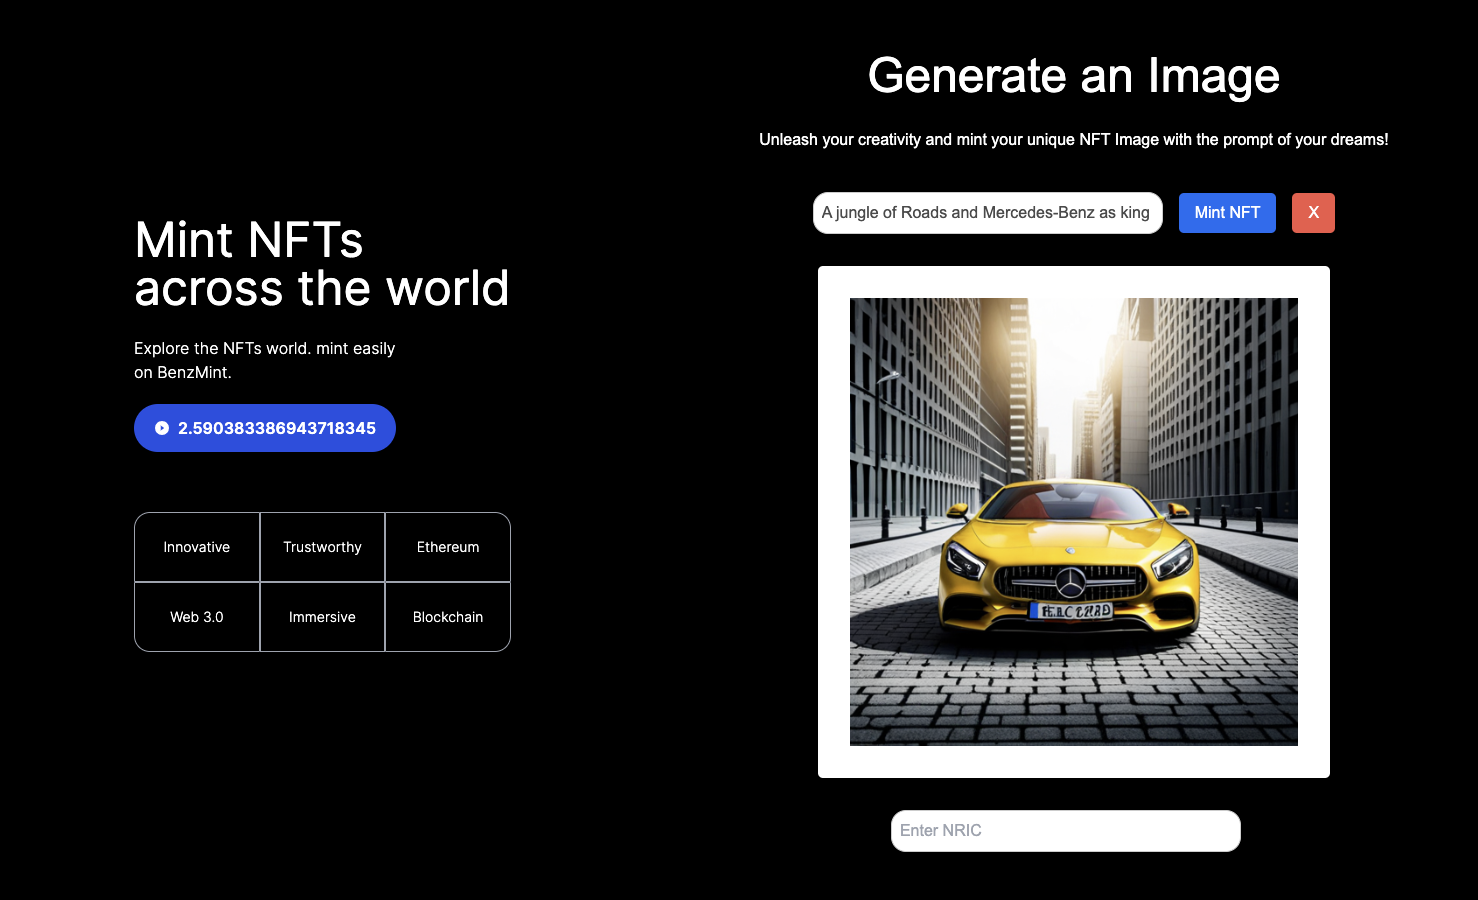 Mint NFTs
across the world
Explore the NFTs world. mint easily
on BenzMint.
2.590383386943718345
Innovative
Trustworthy
Ethereum
Web 3.0
Immersive
Blockchain
Generate an Image
Unleash your creativity and mint your unique NFT Image with the prompt of your dreams!
A jungle of Roads and Mercedes-Benz as king
Mint NFT
X
Enter NRIC